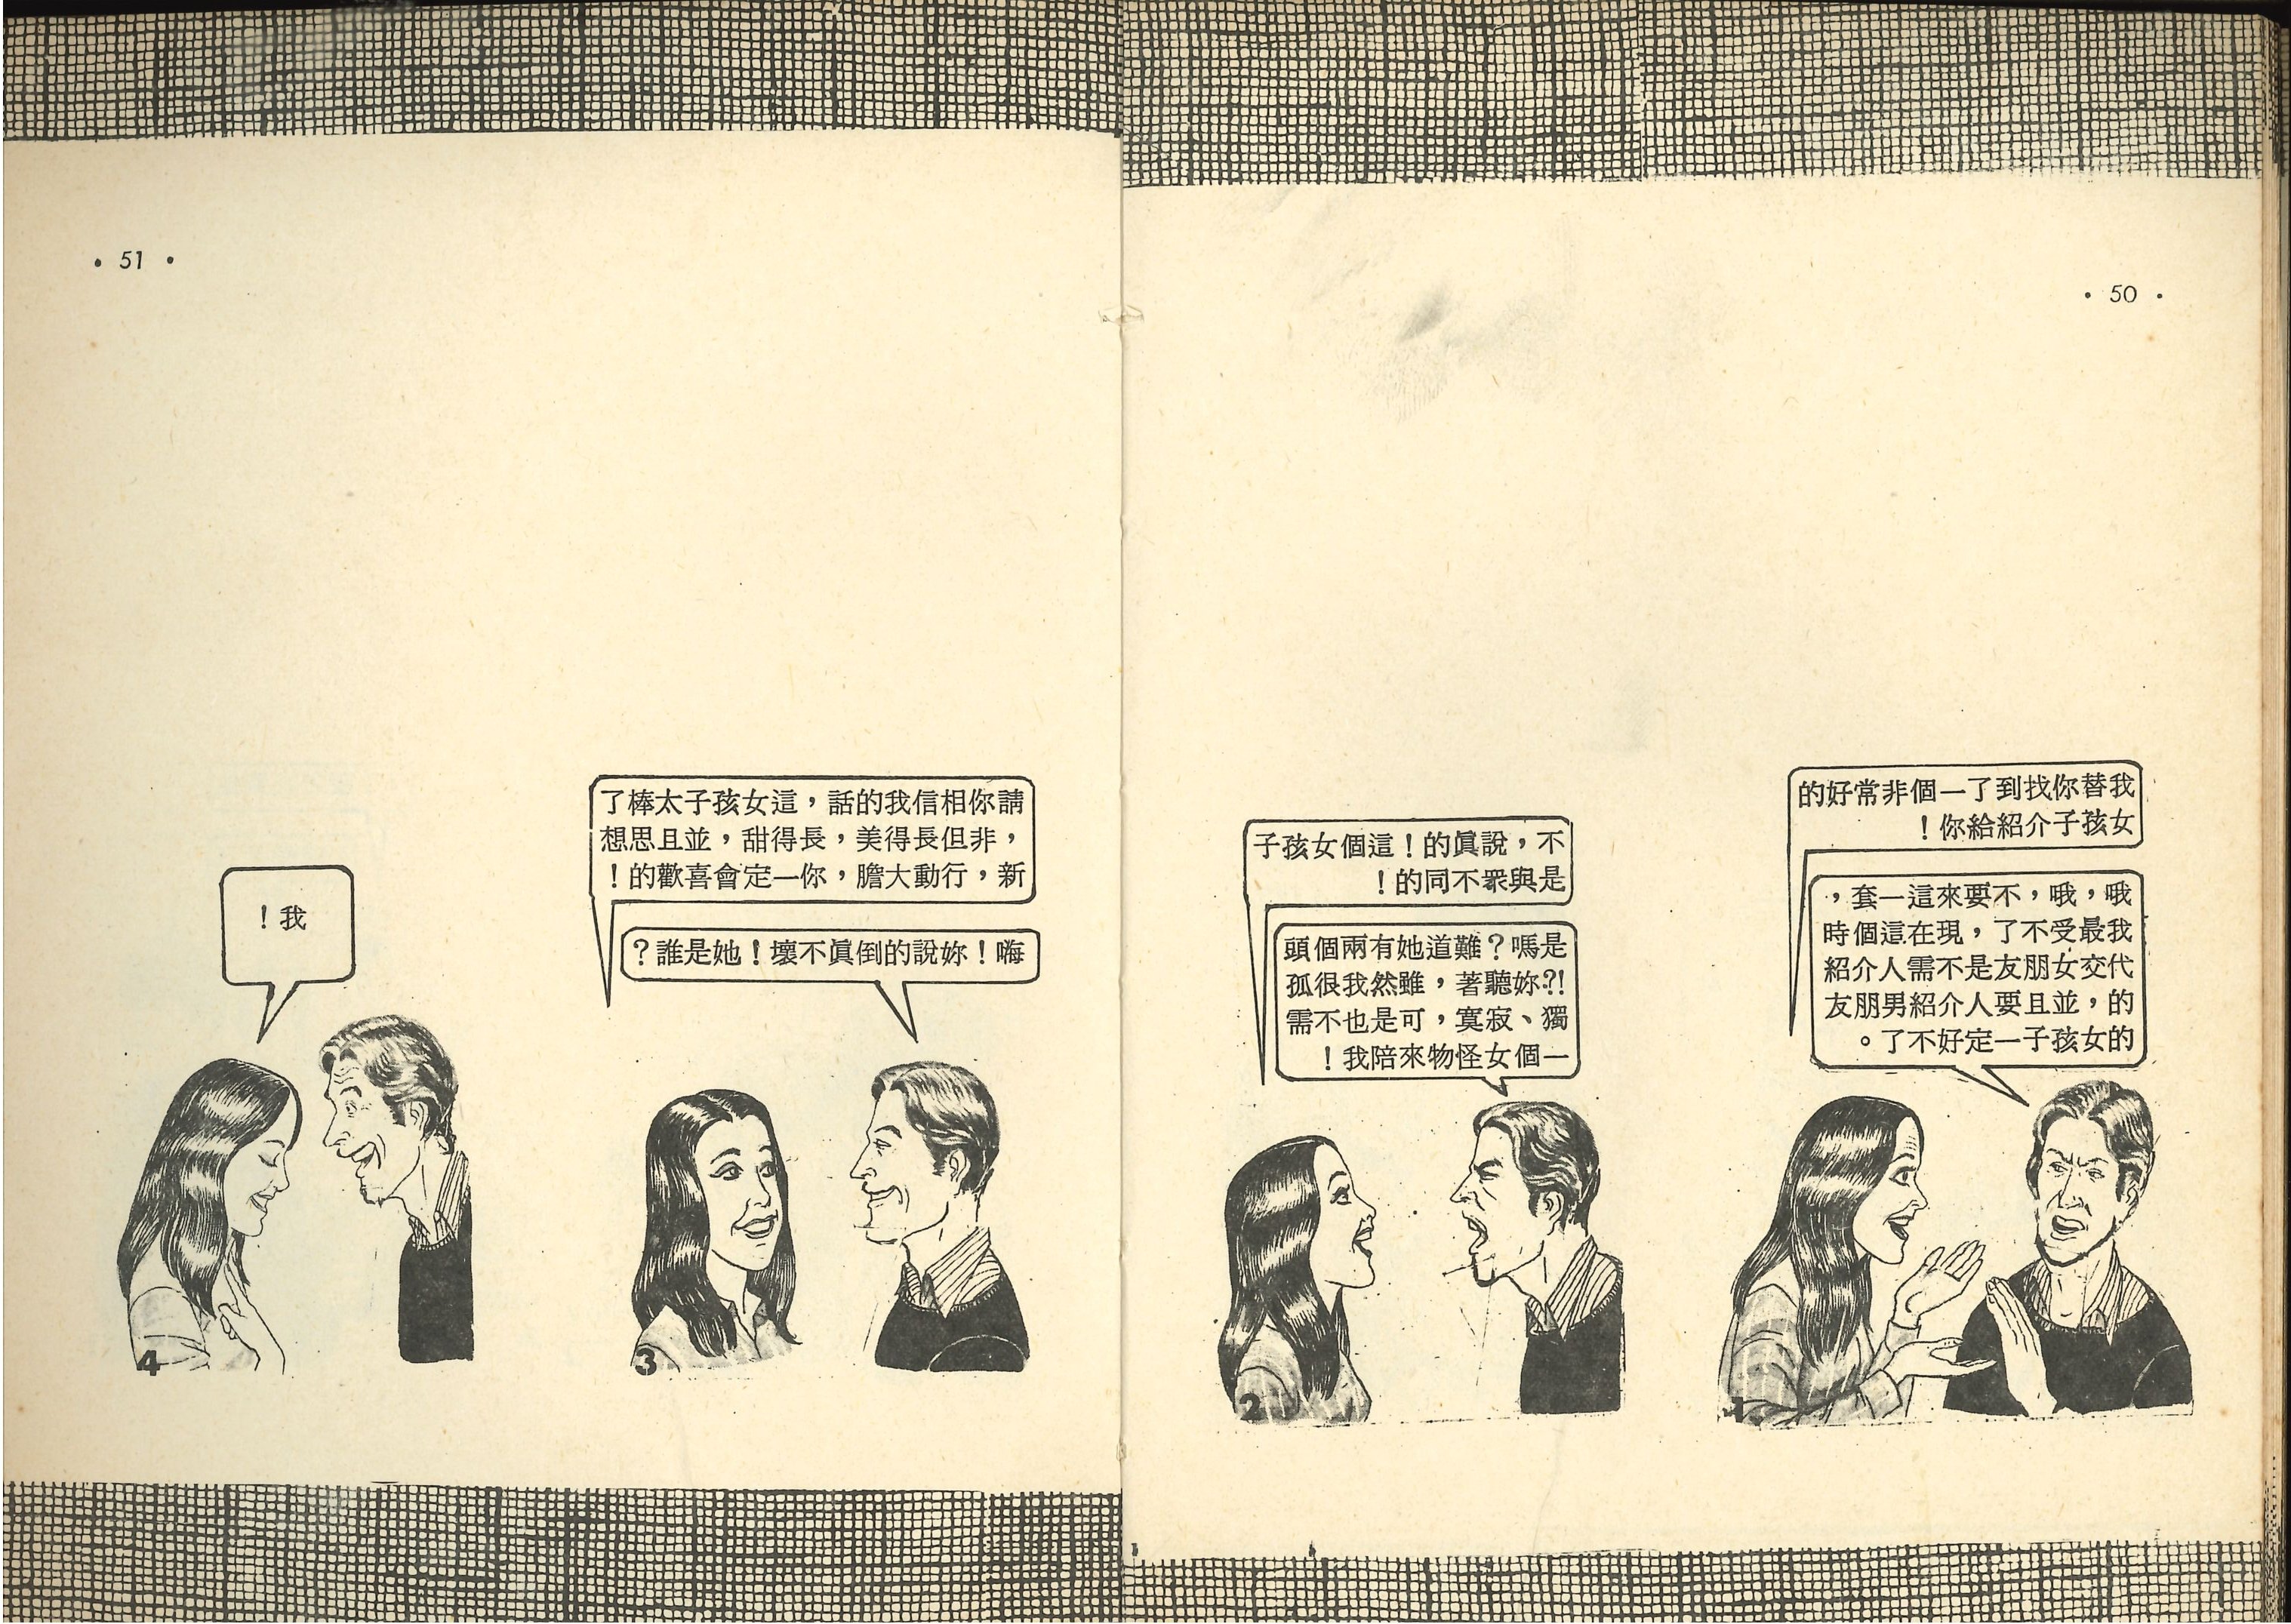 • 50 •
我替你找到了一個非常好的
女孩子介紹給你！
哦，哦，不要來這一套，
我最受不了，現在這個時
代交女朋友是不需人介紹
的，並且要人介紹男朋友
的女孩子一定好不了。
1
不，說眞的！這個女孩子
是與衆不同的！
是嗎？難道她有兩個頭
!?妳聽著，雖然我很孤
獨、寂寞，可是也不需
一個女怪物來陪我！
2
• 51 •
請你相信我的話，這女孩子太棒了
，非但長得美，長得甜，並且思想
新，行動大膽，你一定會喜歡的！
嗨！妳說的倒眞不壞！她是誰？
3
我！
4